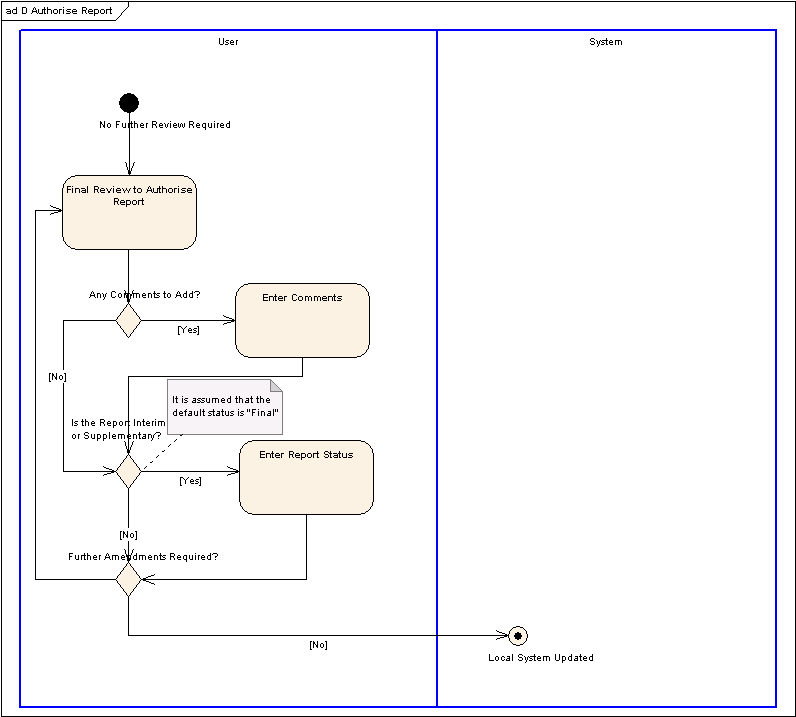 ad D Authorise Report
User
System
No Further Review Required
Final Review to Authorise
Report
Any Comments to Add?
Enter Comments
[Yes]
[No]
It is assumed that the
default status is "Final"
Is the Report Interim
or Supplementary?
Enter Report Status
[Yes]
[No]
Further Amendments Required?
[No]
Local System Updated